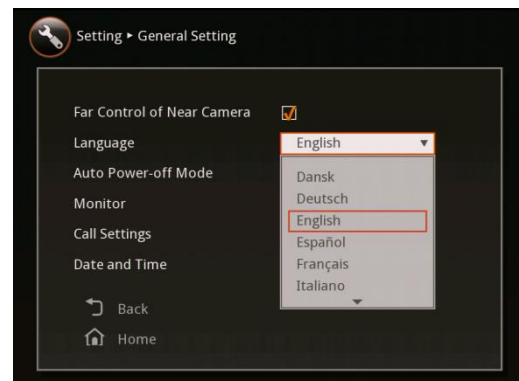 Setting ▸ General Setting
Far Control of Near Camera
Language English
Auto Power-off Mode
Dansk
Monitor
Deutsch
English
Call Settings
Español
Date and Time
Français
Italiano
Back
Home